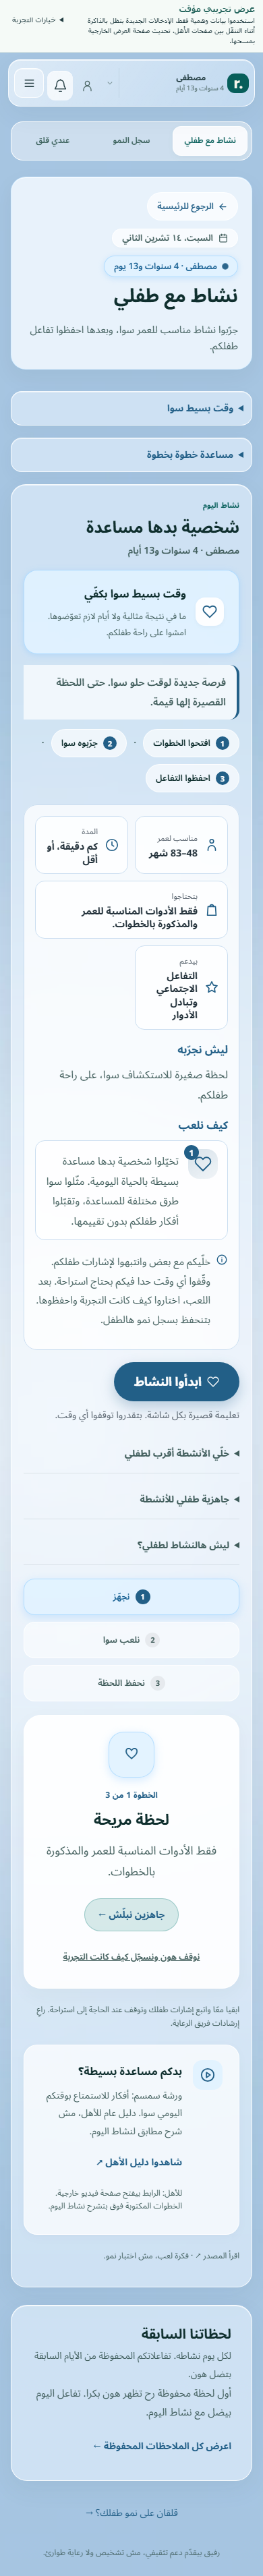 عرض تجريبي مؤقت
استخدموا بيانات وهمية فقط. الإدخالات الجديدة بتظل بالذاكرة
أثناء التنقّل بين صفحات الأهل، تحديث صفحة العرض الخارجية
بمسحها.
◀ خيارات التجربة
ر.
مصطفى
4 سنوات و13 أيام
نشاط مع طفلي
سجل النمو
عندي قلق
← الرجوع للرئيسية
السبت، ١٤ تشرين الثاني
مصطفى · 4 سنوات و13 يوم
نشاط مع طفلي
جرّبوا نشاط مناسب للعمر سوا، وبعدها احفظوا تفاعل
طفلكم.
◀ وقت بسيط سوا
◀ مساعدة خطوة بخطوة
نشاط اليوم
شخصية بدها مساعدة
مصطفى · 4 سنوات و13 أيام
وقت بسيط سوا بكفّي
ما في نتيجة مثالية ولا أيام لازم تعوّضوها.
امشوا على راحة طفلكم.
فرصة جديدة لوقت حلو سوا. حتى اللحظة
القصيرة إلها قيمة.
1 افتحوا الخطوات
·
2 جرّبوه سوا
·
3 احفظوا التفاعل
مناسب لعمر
48–83 شهر
المدة
كم دقيقة، أو
أقل
بتحتاجوا
فقط الأدوات المناسبة للعمر
والمذكورة بالخطوات.
بيدعم
التفاعل
الاجتماعي
وتبادل
الأدوار
ليش نجرّبه
لحظة صغيرة للاستكشاف سوا، على راحة
طفلكم.
كيف نلعب
1
تخيّلوا شخصية بدها مساعدة
بسيطة بالحياة اليومية. مثّلوا سوا
طرق مختلفة للمساعدة، وتقبّلوا
أفكار طفلكم بدون تقييمها.
خلّيكم مع بعض وانتبهوا لإشارات طفلكم.
وقّفوا أي وقت حدا فيكم بحتاج استراحة. بعد
اللعب، اختاروا كيف كانت التجربة واحفظوها،
بتنحفظ بسجل نمو هالطفل.
ابدأوا النشاط
تعليمة قصيرة بكل شاشة. بتقدروا توقفوا أي وقت.
◀ خلّي الأنشطة أقرب لطفلي
◀ جاهزية طفلي للأنشطة
◀ ليش هالنشاط لطفلي؟
1 نجهّز
2 نلعب سوا
3 نحفظ اللحظة
الخطوة 1 من 3
لحظة مريحة
فقط الأدوات المناسبة للعمر والمذكورة
بالخطوات.
جاهزين نبلّش ←
نوقف هون ونسجّل كيف كانت التجربة
ابقيا معًا واتبع إشارات طفلك وتوقف عند الحاجة إلى استراحة. راعِ
إرشادات فريق الرعاية.
بدكم مساعدة بسيطة؟
ورشة سمسم: أفكار للاستمتاع بوقتكم
اليومي سوا. دليل عام للأهل، مش
شرح مطابق لنشاط اليوم.
شاهدوا دليل الأهل ↗
للأهل: الرابط بيفتح صفحة فيديو خارجية.
الخطوات المكتوبة فوق بتشرح نشاط اليوم.
اقرأ المصدر ↗ · فكرة لعب، مش اختبار نمو.
لحظاتنا السابقة
لكل يوم نشاطه. تفاعلاتكم المحفوظة من الأيام السابقة
بتضل هون.
أول لحظة محفوظة رح تظهر هون بكرا. تفاعل اليوم
بيضل مع نشاط اليوم.
اعرض كل الملاحظات المحفوظة ←
قلقان على نمو طفلك؟ ←
رفيق بيقدّم دعم تثقيفي، مش تشخيص ولا رعاية طوارئ.